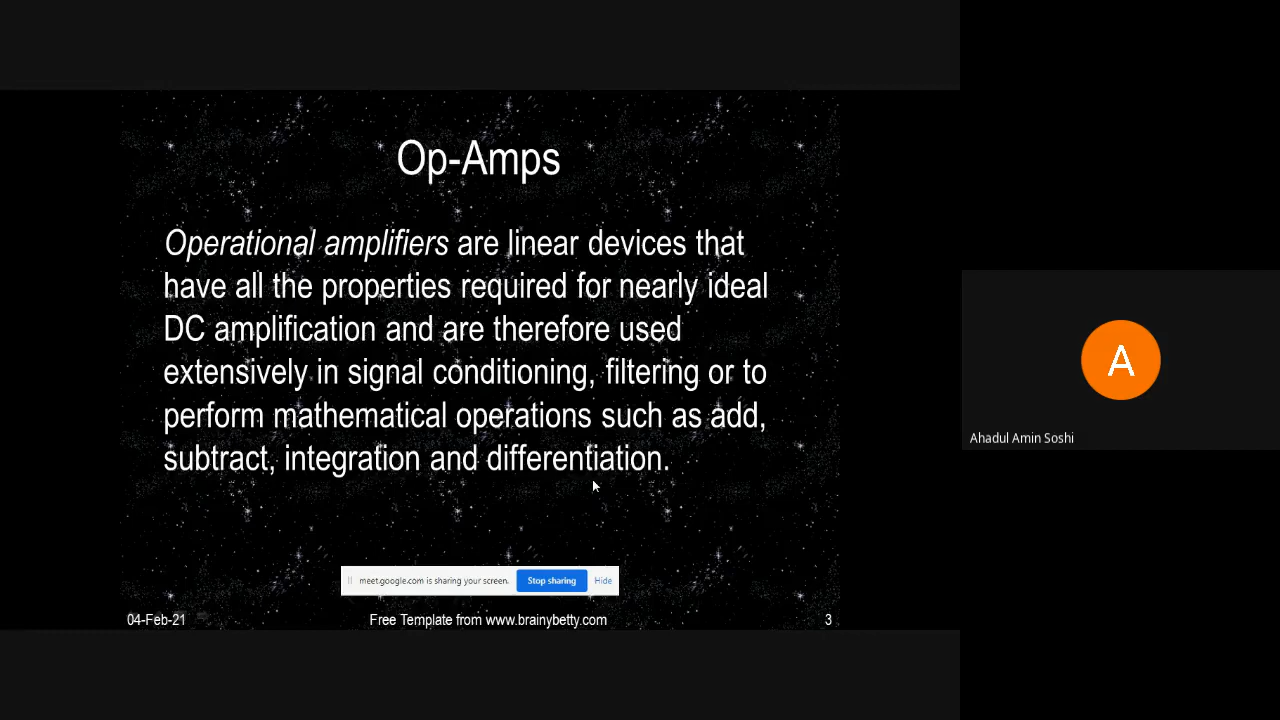 Op-Amps
Operational amplifiers are linear devices that
have all the properties required for nearly ideal
DC amplification and are therefore used
extensively in signal conditioning, filtering or to
perform mathematical operations such as add,
subtract, integration and differentiation.
meet.google.com is sharing your screen. Stop sharing Hide
04-Feb-21 Free Template from www.brainybetty.com 3
A
Ahadul Amin Soshi